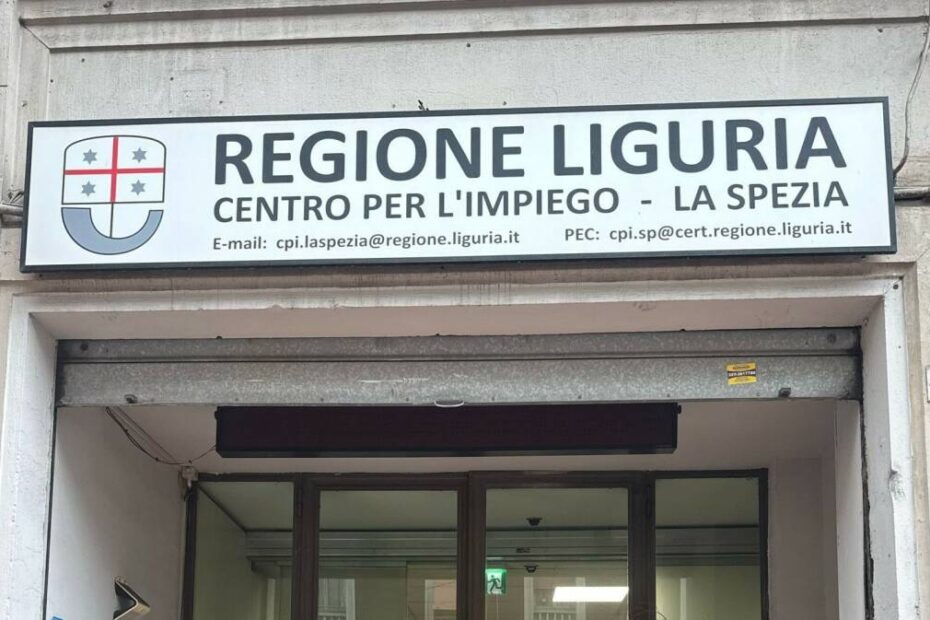 REGIONE LIGURIA
CENTRO PER L'IMPIEGO - LA SPEZIA
E-mail: cpi.laspezia@regione.liguria.it PEC: cpi.sp@cert.regione.liguria.it